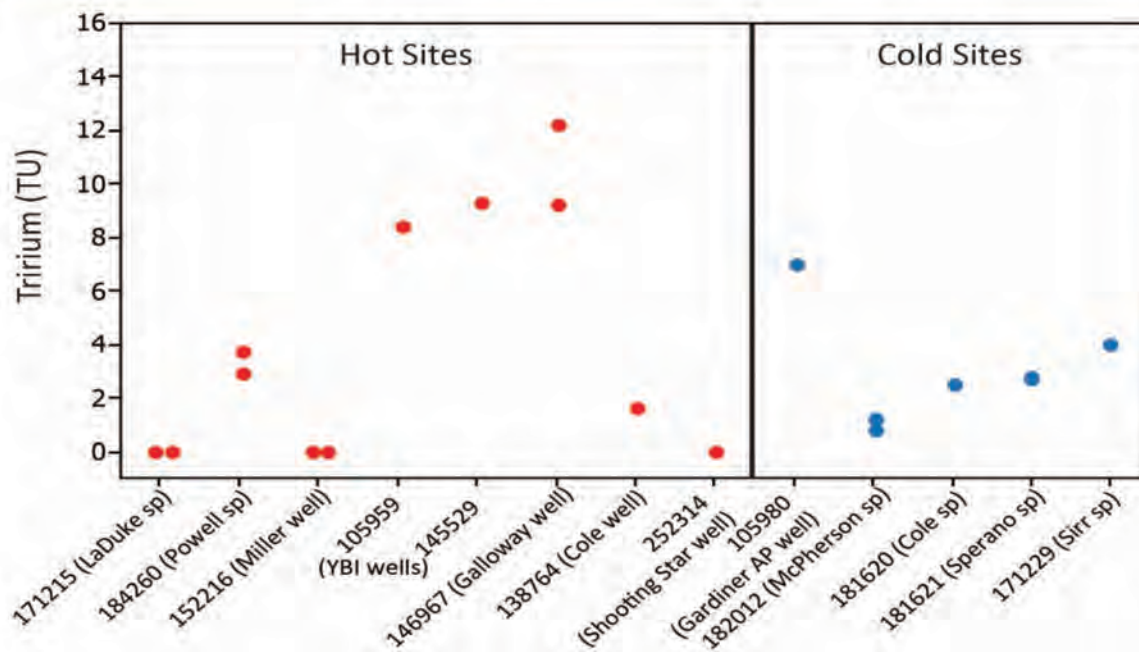 Hot Sites
Cold Sites
Tririum (TU)
16
14
12
10
8
6
4
2
0
171215 (LaDuke sp)
184260 (Powell sp)
152216 (Miller well)
105959
(YBI wells)
145529
146967 (Galloway well)
138764 (Cole well)
252314
(Shooting Star well)
105980
(Gardiner AP well)
182012 (McPherson sp)
181620 (Cole sp)
181621 (Sperano sp)
171229 (Sirr sp)